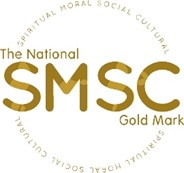 SPIRITUAL MORAL SOCIAL CULTURAL
The National
SMSC
Gold Mark
SPIRITUAL MORAL SOCIAL CULTURAL